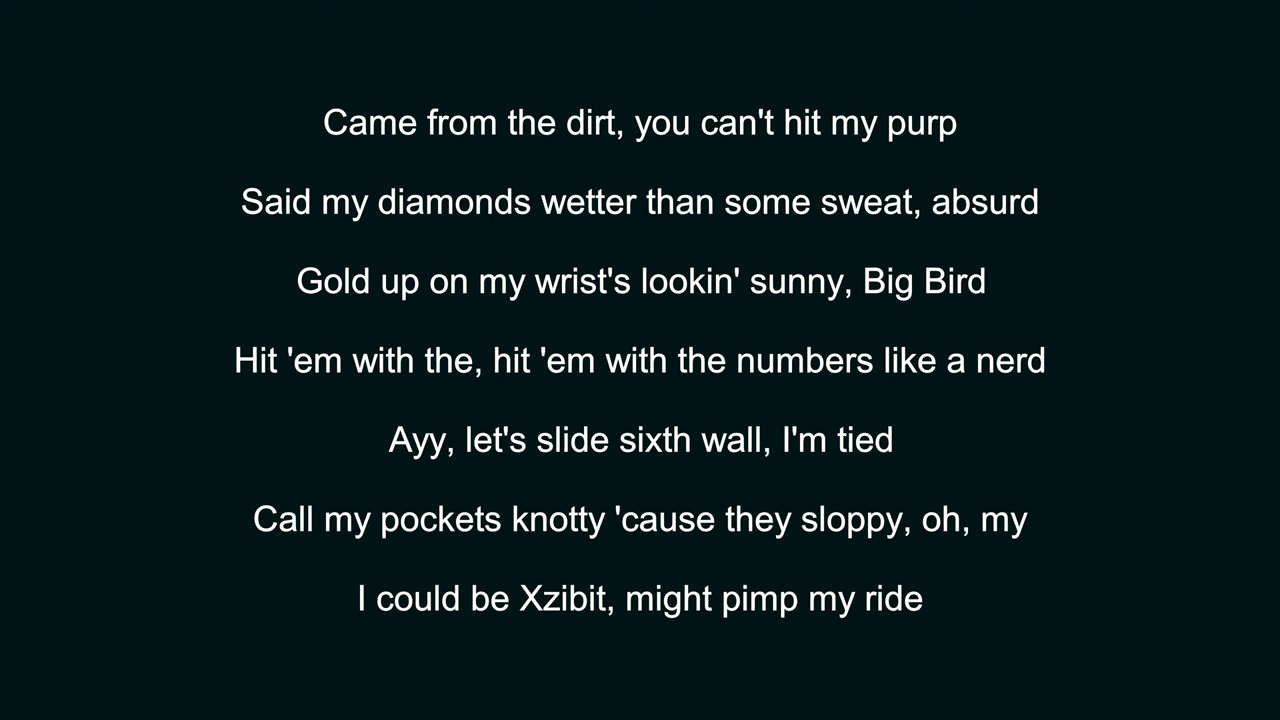 Came from the dirt, you can't hit my purp
Said my diamonds wetter than some sweat, absurd
Gold up on my wrist's lookin' sunny, Big Bird
Hit 'em with the, hit 'em with the numbers like a nerd
Ayy, let's slide sixth wall, I'm tied
Call my pockets knotty 'cause they sloppy, oh, my
I could be Xzibit, might pimp my ride